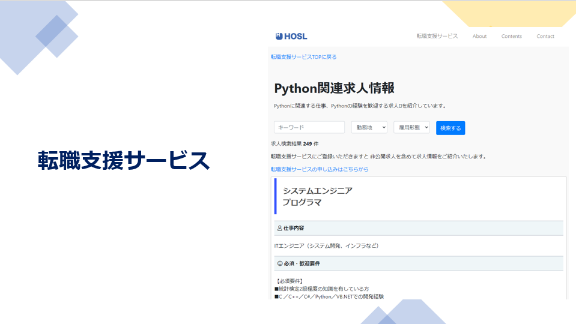 転職支援サービス
HOSL
転職支援サービス About Contents Contact
転職支援サービスTOPに戻る
Python関連求人情報
Pythonに関連する仕事、Pythonの経験を歓迎する求人を紹介しています。
キーワード 勤務地 雇用形態 検索する
求人検索結果 249 件
転職支援サービスにご登録いただきますと 非公開求人を含めて求人情報をご紹介いたします。
転職支援サービスの申し込みはこちらから
システムエンジニア
プログラマ
仕事内容
ITエンジニア（システム開発、インフラなど）
必須・歓迎要件
【必須要件】
■統計検定2級程度の知識を有している方
■C／C++／C#／Python／VB.NETでの開発経験